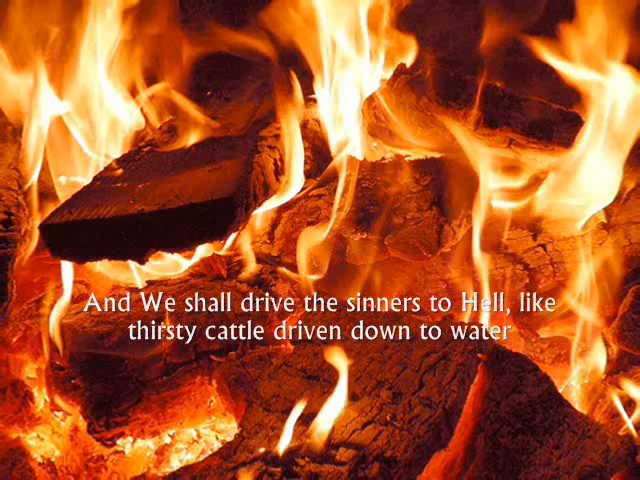 And We shall drive the sinners to Hell, like
thirsty cattle driven down to water